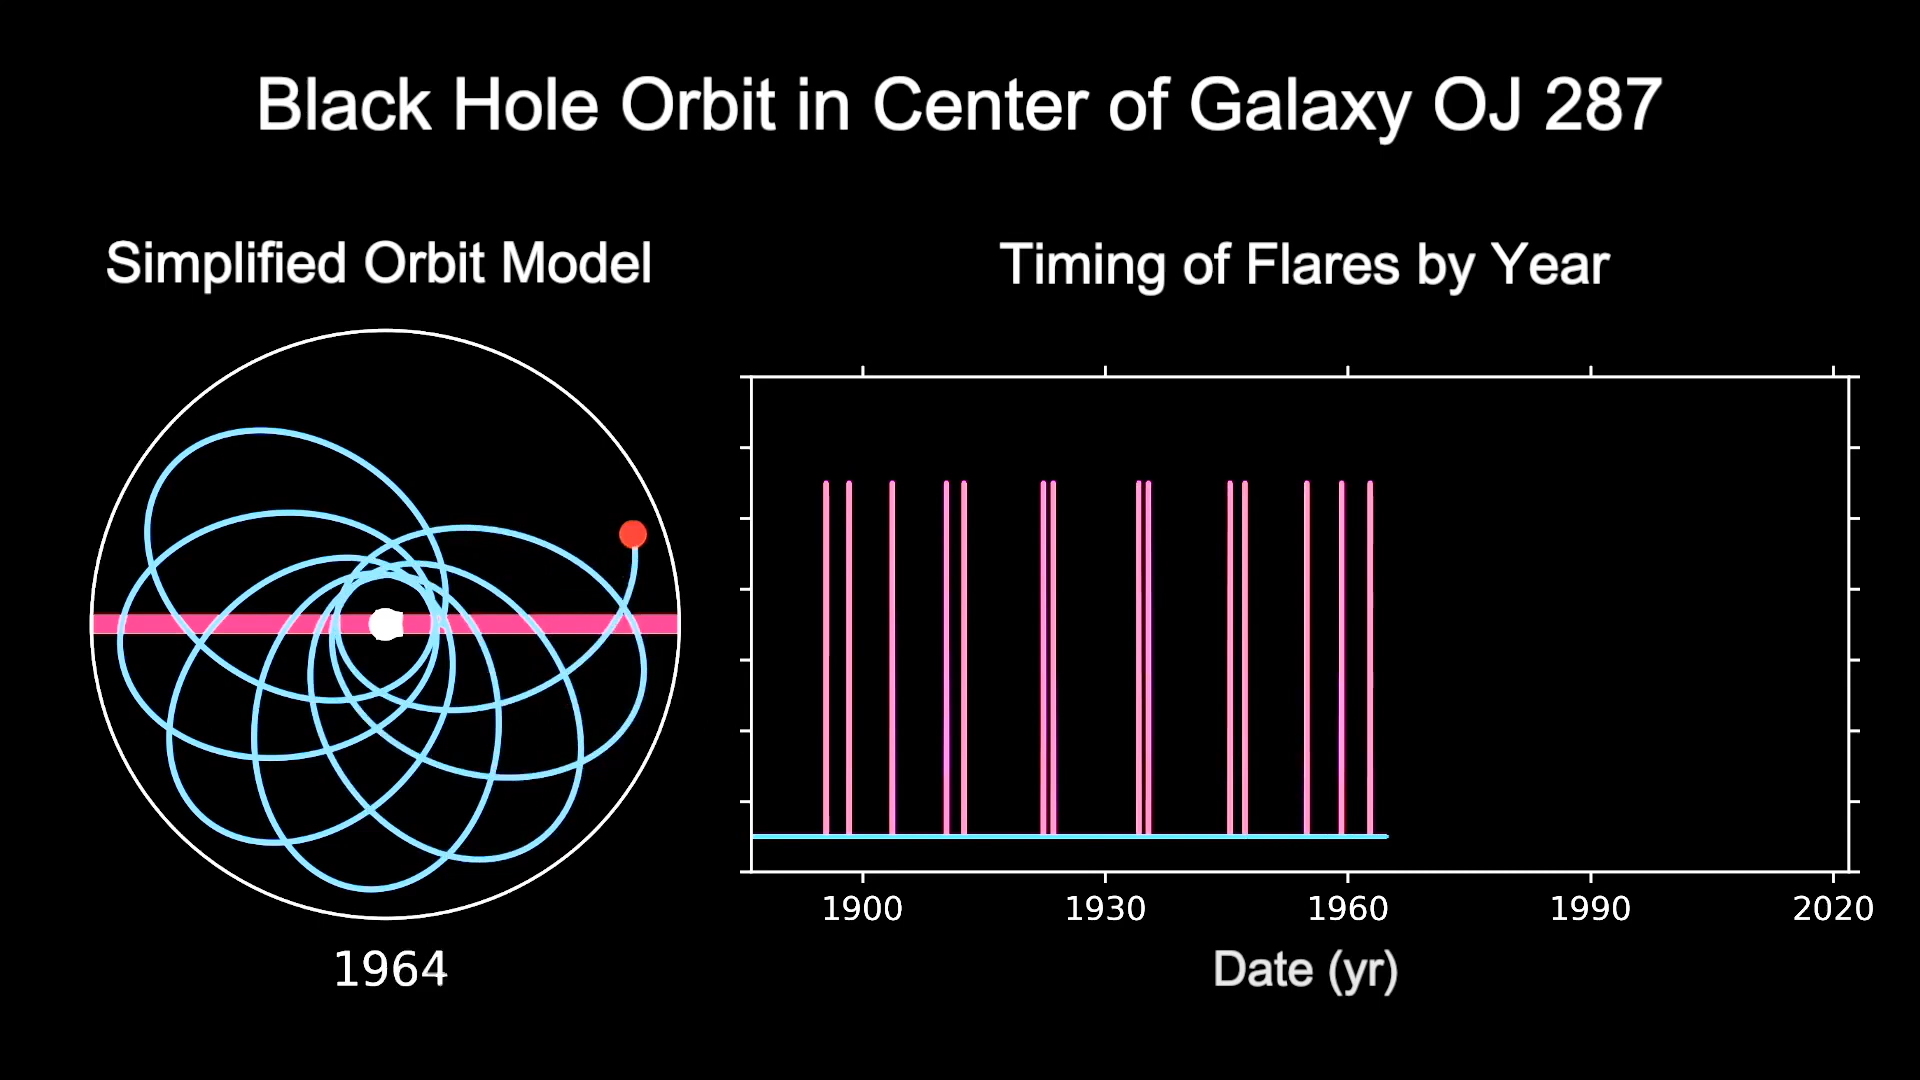 Black Hole Orbit in Center of Galaxy OJ 287
Simplified Orbit Model
Timing of Flares by Year
1900 1930 1960 1990 2020
1964
Date (yr)